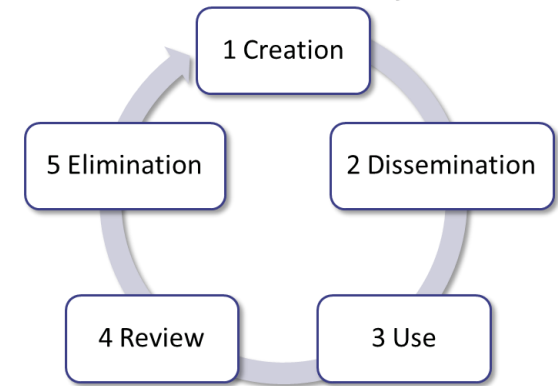 1 Creation
2 Dissemination
3 Use
4 Review
5 Elimination